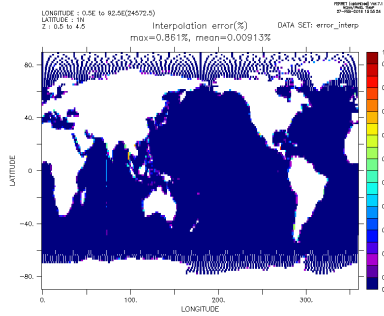 LONGITUDE : 0.5E to 92.5E(24572.5)
LATITUDE : 1N
Z : 0.5 to 4.5
DATA SET: error_interp
Interpolation error(%)
max=0.861%, mean=0.00913%
80.
40.
0
-40.
-80.
LATITUDE
0.
100.
200.
300.
LONGITUDE